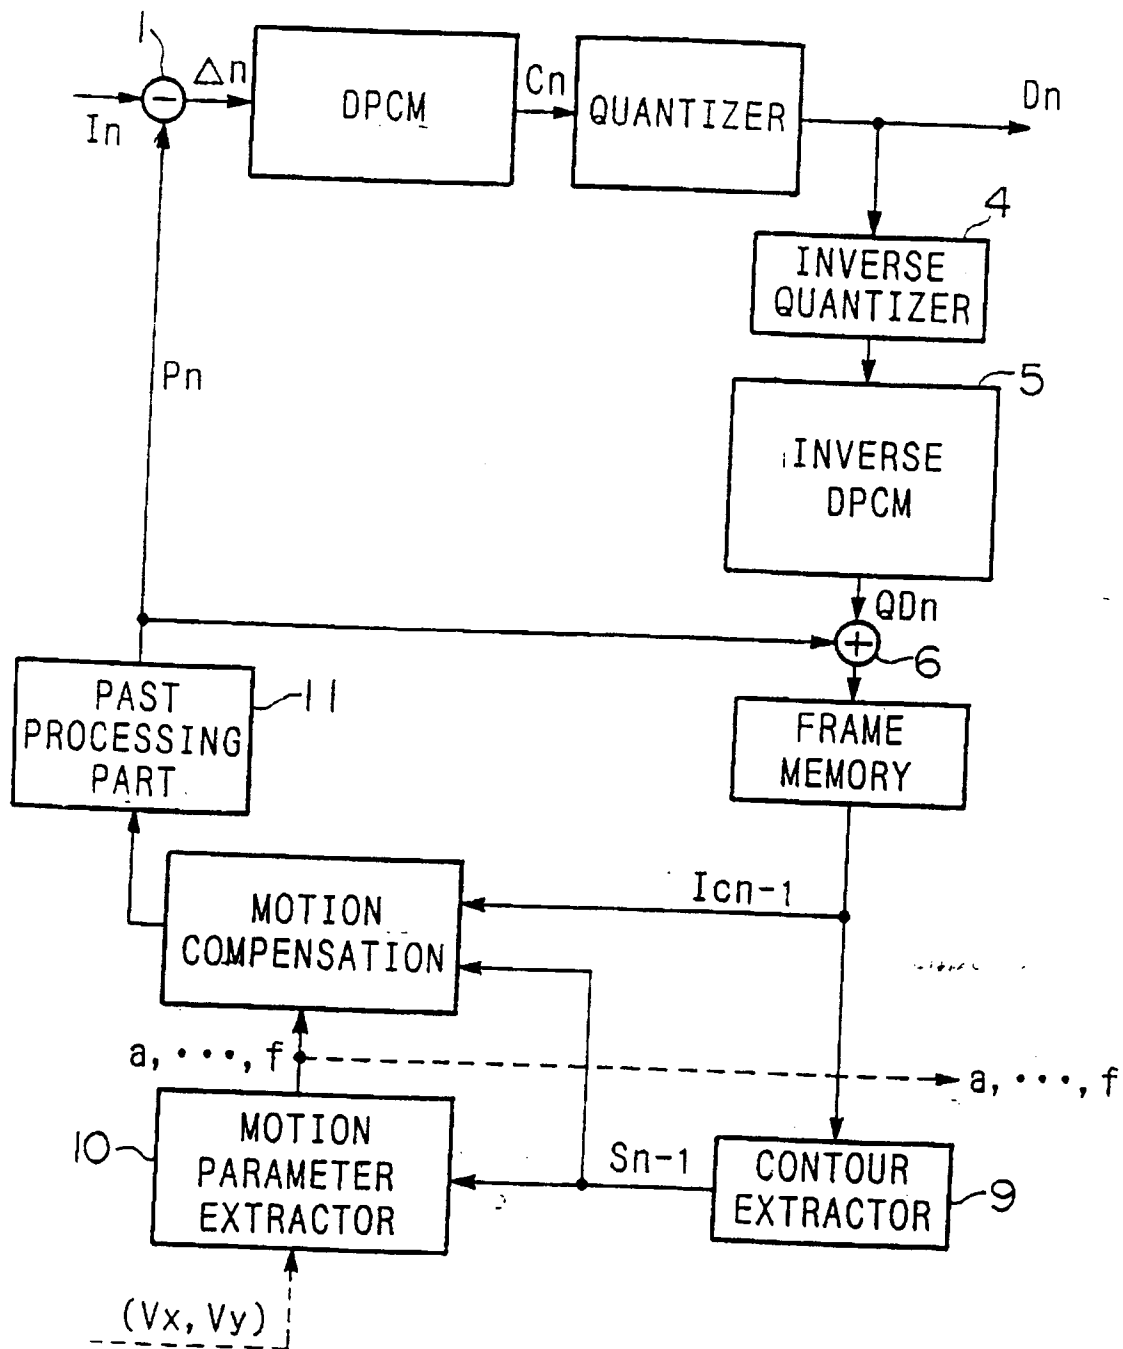 1
Δn
In
DPCM
Cn
QUANTIZER
Dn
4
INVERSE
QUANTIZER
Pn
5
INVERSE
DPCM
QDn
6
PAST
PROCESSING
PART
11
FRAME
MEMORY
MOTION
COMPENSATION
Icn-1
a, ···, f
a, ···, f
10
MOTION
PARAMETER
EXTRACTOR
Sn-1
CONTOUR
EXTRACTOR
9
(Vx, Vy)